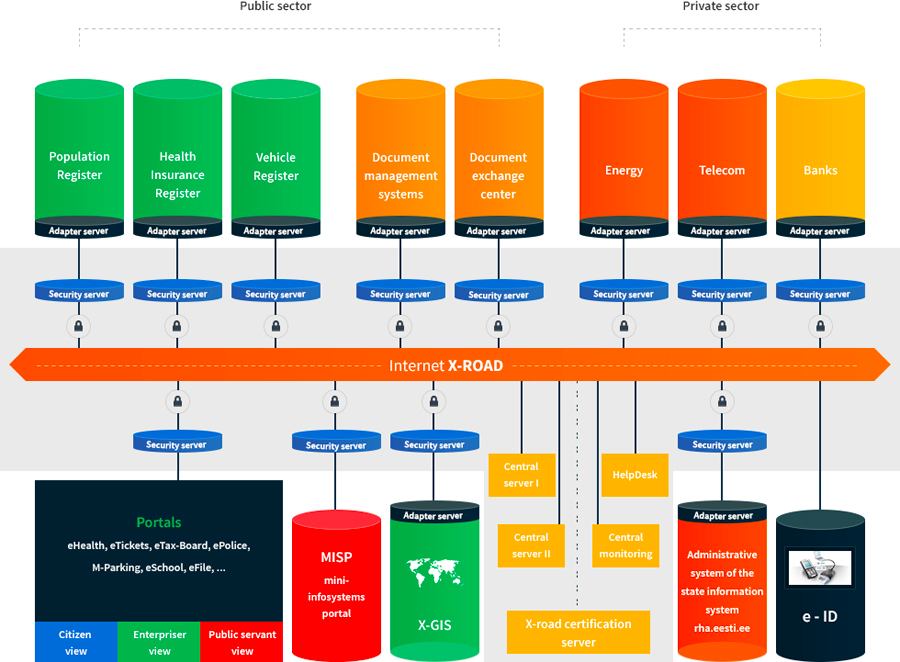 Public sector
Private sector
Population
Register
Health
Insurance
Register
Vehicle
Register
Document
management
systems
Document
exchange
center
Energy
Telecom
Banks
Adapter server
Adapter server
Adapter server
Adapter server
Adapter server
Adapter server
Adapter server
Adapter server
Security server
Security server
Security server
Security server
Security server
Security server
Security server
Security server
Internet X-ROAD
Security server
Security server
Security server
Security server
Central
server I
HelpDesk
Central
server II
Central
monitoring
X-road certification
server
Portals
eHealth, eTickets, eTax-Board, ePolice,
M-Parking, eSchool, eFile, ...
Citizen
view
Enterpriser
view
Public servant
view
MISP
mini-
infosystems
portal
Adapter server
X-GIS
Adapter server
Administrative
system of the
state information
system
rha.eesti.ee
e - ID